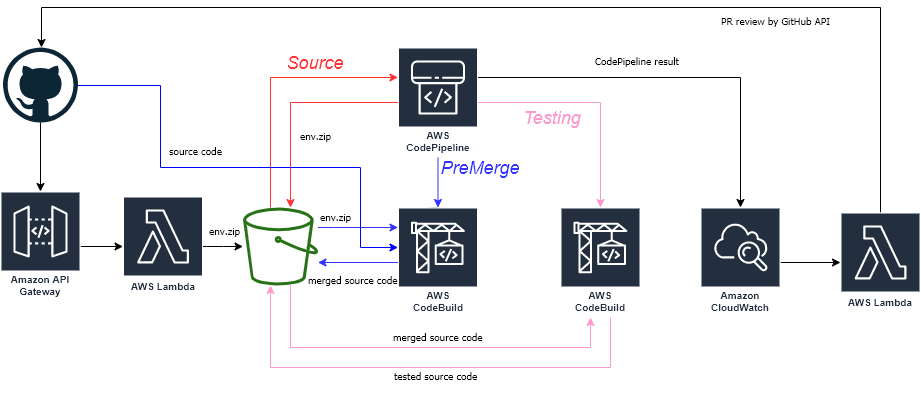 PR review by GitHub API
Source
CodePipeline result
env.zip
Testing
AWS
CodePipeline
source code
PreMerge
env.zip
env.zip
Amazon API
Gateway
AWS Lambda
merged source code
AWS
CodeBuild
AWS
CodeBuild
Amazon
CloudWatch
AWS Lambda
merged source code
tested source code